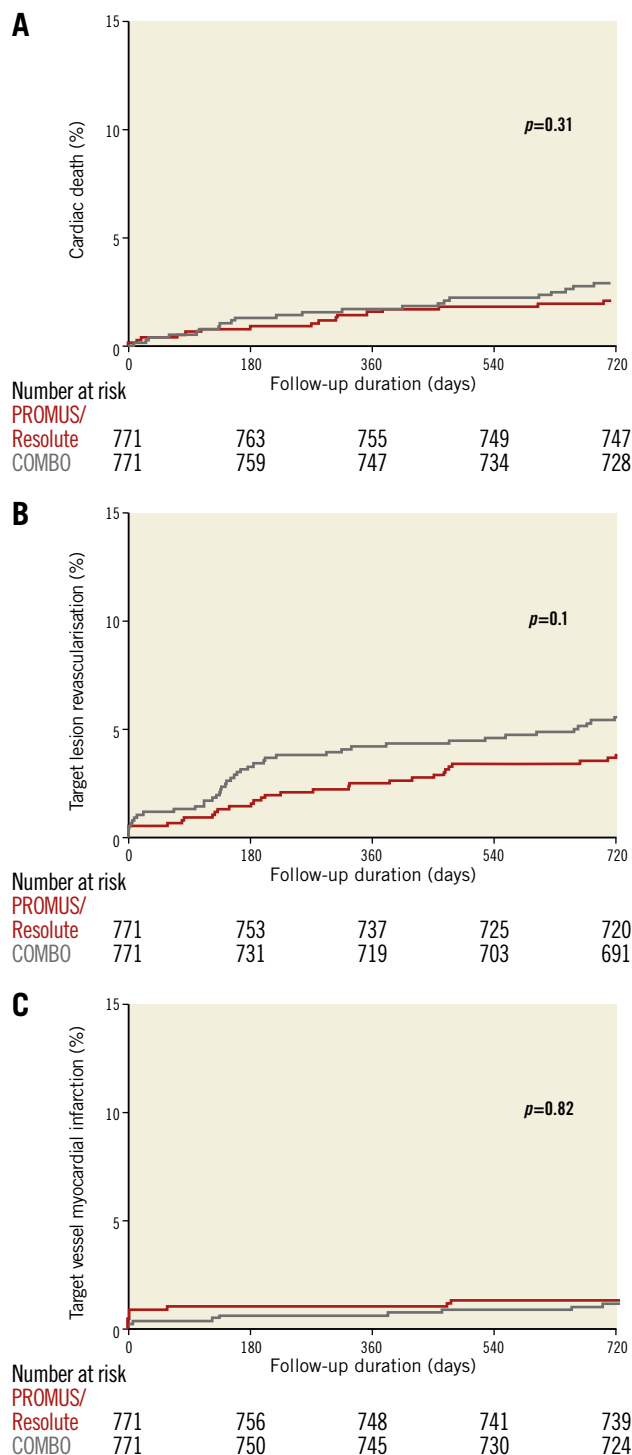 A
Cardiac death (%)
15
10
5
0
p=0.31
0 180 360 540 720
Follow-up duration (days)
Number at risk
PROMUS/
Resolute 771 763 755 749 747
COMBO 771 759 747 734 728
B
Target lesion revascularisation (%)
15
10
5
0
p=0.1
0 180 360 540 720
Follow-up duration (days)
Number at risk
PROMUS/
Resolute 771 753 737 725 720
COMBO 771 731 719 703 691
C
Target vessel myocardial infarction (%)
15
10
5
0
p=0.82
0 180 360 540 720
Follow-up duration (days)
Number at risk
PROMUS/
Resolute 771 756 748 741 739
COMBO 771 750 745 730 724